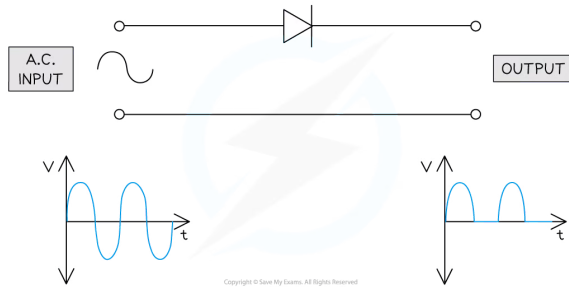 A.C.
INPUT
OUTPUT
V
t
V
t
Copyright © Save My Exams. All Rights Reserved